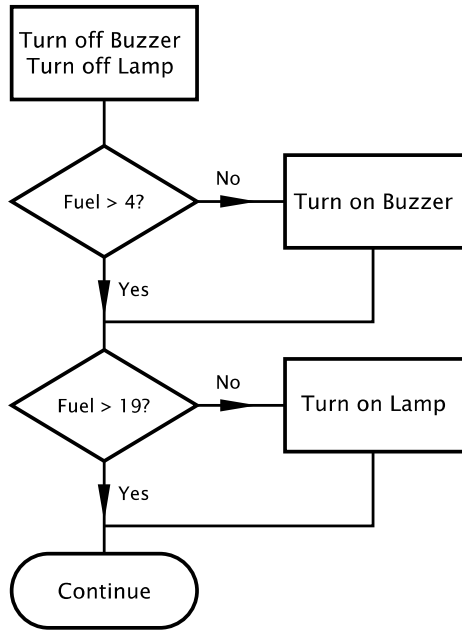 Turn off Buzzer
Turn off Lamp
Fuel > 4?
No
Turn on Buzzer
Yes
Fuel > 19?
No
Turn on Lamp
Yes
Continue